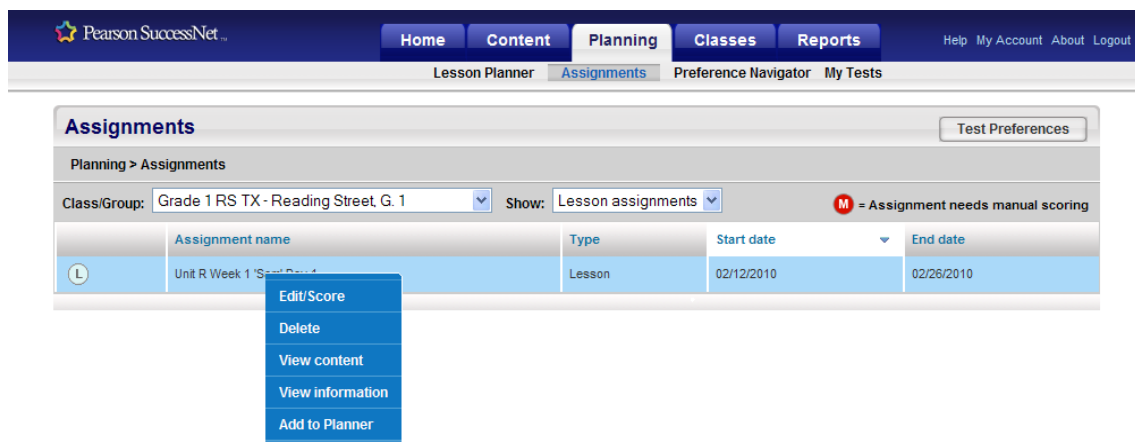 Pearson SuccessNet™
Home Content Planning Classes Reports
Help My Account About Logout
Lesson Planner Assignments Preference Navigator My Tests
Assignments
Test Preferences
Planning > Assignments
Class/Group: Grade 1 RS TX - Reading Street, G. 1 Show: Lesson assignments M = Assignment needs manual scoring
Assignment name Type Start date End date
L Unit R Week 1 Lesson 02/12/2010 02/26/2010
Edit/Score
Delete
View content
View information
Add to Planner